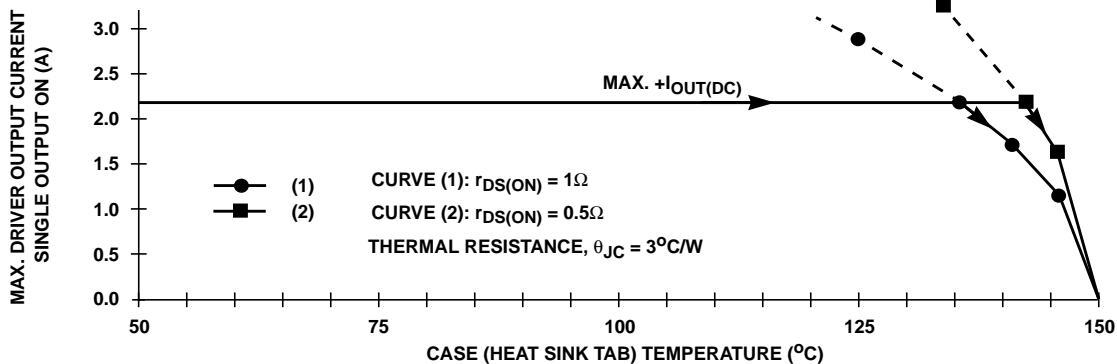 MAX. DRIVER OUTPUT CURRENT
SINGLE OUTPUT ON (A)
3.0
2.5
2.0
1.5
1.0
0.5
0.0
MAX. +IOUT(DC)
(1) CURVE (1): rDS(ON) = 1Ω
(2) CURVE (2): rDS(ON) = 0.5Ω
THERMAL RESISTANCE, θJC = 3oC/W
50 75 100 125 150
CASE (HEAT SINK TAB) TEMPERATURE (oC)